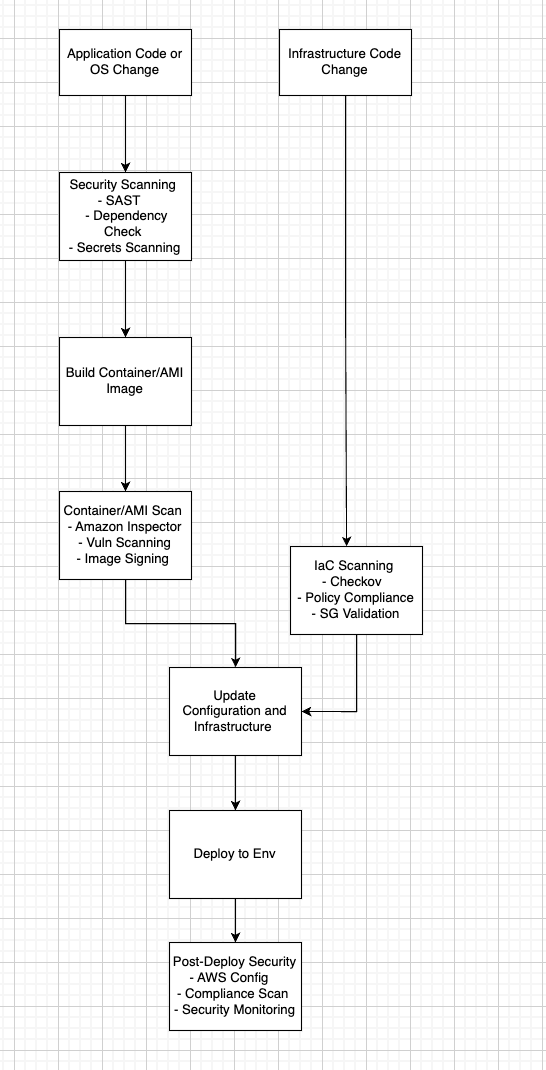 Application Code or
OS Change
Infrastructure Code
Change
Security Scanning
- SAST
- Dependency
Check
- Secrets Scanning
Build Container/AMI
Image
Container/AMI Scan
- Amazon Inspector
- Vuln Scanning
- Image Signing
IaC Scanning
- Checkov
- Policy Compliance
- SG Validation
Update
Configuration and
Infrastructure
Deploy to Env
Post-Deploy Security
- AWS Config
- Compliance Scan
- Security Monitoring